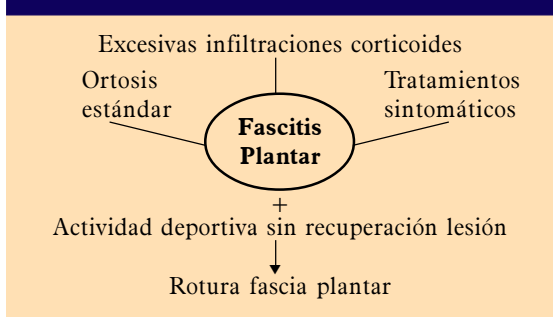 Excesivas infiltraciones corticoides
Ortosis
estándar
Tratamientos
sintomáticos
Fascitis
Plantar
+
Actividad deportiva sin recuperación lesión
Rotura fascia plantar